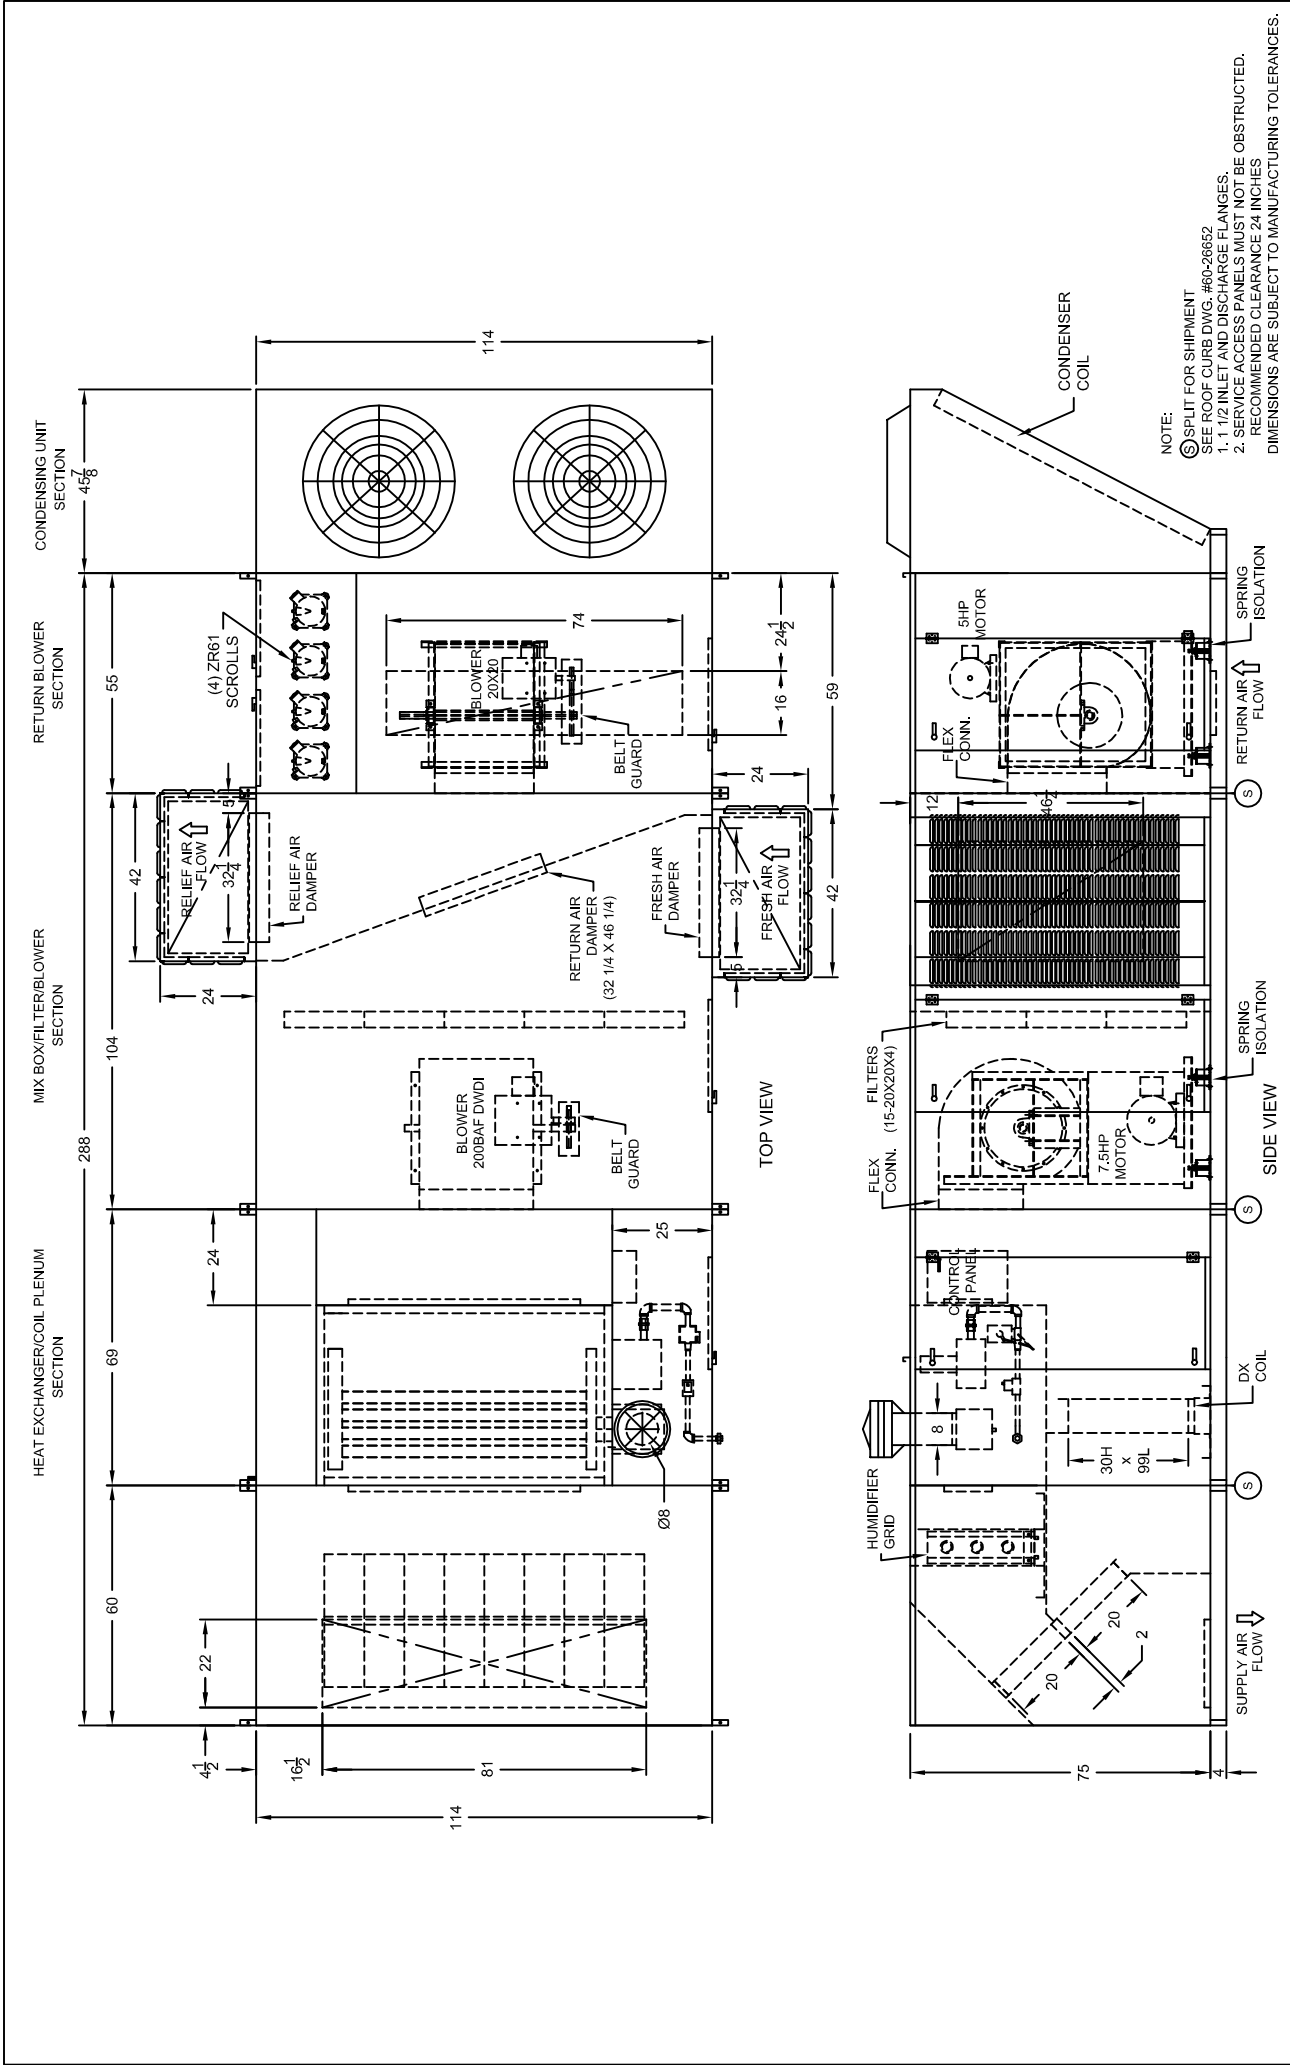 HEAT EXCHANGER/COIL PLENUM
SECTION
MIX BOX/FILTER/BLOWER
SECTION
RETURN BLOWER
SECTION
CONDENSING UNIT
SECTION
288
45 7/8
60
69
104
55
24
42
24
RELIEF AIR
FLOW
5
32 1/4
RELIEF AIR
DAMPER
(4) ZR61
SCROLLS
114
4 1/2
22
16 1/2
81
114
Ø8
25
BLOWER
200BAF DWDI
BELT
GUARD
RETURN AIR
DAMPER
(32 1/4 X 46 1/4)
FRESH AIR
DAMPER
5
32 1/4
FRESH AIR
FLOW
42
24
BLOWER
20X20
BELT
GUARD
74
16
24 1/2
59
TOP VIEW
HUMIDIFIER
GRID
8
CONTROL
PANEL
FLEX
CONN.
FILTERS
(15-20X20X4)
12
46 1/4
FLEX
CONN.
5HP
MOTOR
CONDENSER
COIL
75
4
20
20
2
30H
x
99L
DX
COIL
7.5HP
MOTOR
SPRING
ISOLATION
SPRING
ISOLATION
SUPPLY AIR
FLOW
RETURN AIR
FLOW
S
S
S
SIDE VIEW
NOTE:
S SPLIT FOR SHIPMENT
SEE ROOF CURB DWG. #60-26652
1. 1 1/2 INLET AND DISCHARGE FLANGES.
2. SERVICE ACCESS PANELS MUST NOT BE OBSTRUCTED.
RECOMMENDED CLEARANCE 24 INCHES
DIMENSIONS ARE SUBJECT TO MANUFACTURING TOLERANCES.